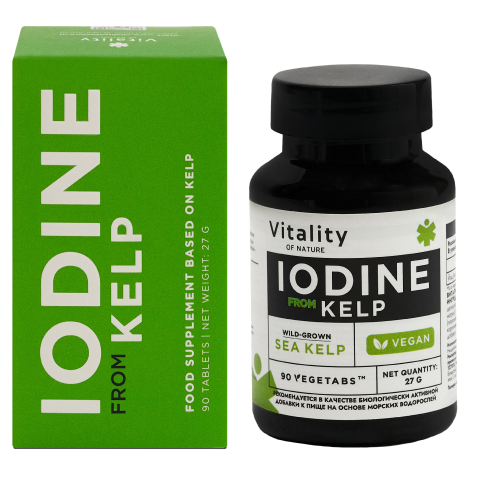 Vitality
IODINE
FROM KELP
FOOD SUPPLEMENT BASED ON KELP
90 TABLETS | NET WEIGHT: 27 G
Vitality
OF NATURE
IODINE
FROM KELP
WILD-GROWN
SEA KELP
VEGAN
90 VEGETABS™
NET QUANTITY:
27 G
РЕКОМЕНДУЕТСЯ В КАЧЕСТВЕ БИОЛОГИЧЕСКИ АКТИВНОЙ
ДОБАВКИ К ПИЩЕ НА ОСНОВЕ МОРСКИХ ВОДОРОСЛЕЙ